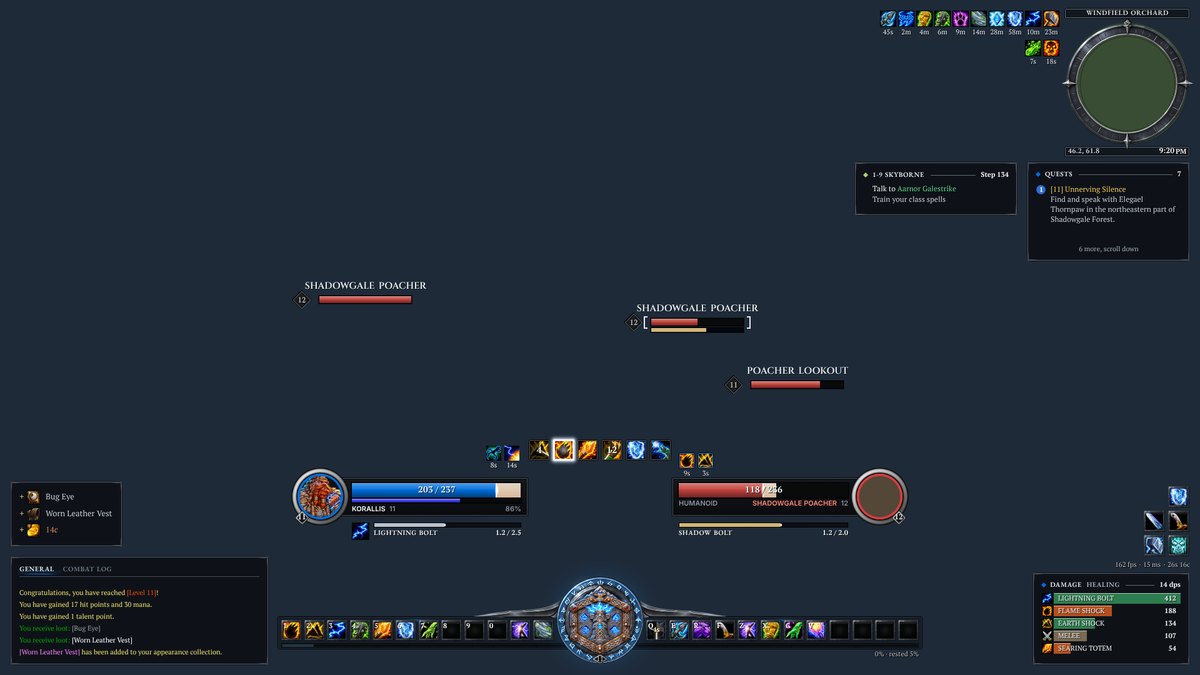 WINDFIELD ORCHARD
45s 2m 4m 6m 9m 14m 28m 58m 10m 23m
7s 18s
46.2, 61.8 9:20 PM
1-9 SKYBORNE Step 134
Talk to Aarnor Galestrike
Train your class spells
QUESTS 7
1 [11] Unnerving Silence
Find and speak with Elegael
Thornpaw in the northeastern part of
Shadowgale Forest.
6 more, scroll down
SHADOWGALE POACHER
12
SHADOWGALE POACHER
12
POACHER LOOKOUT
11
8s 14s
4 12
9s 3s
203 / 237
KORALLIS 11 86%
11
LIGHTNING BOLT 1.2 / 2.5
118 / 256
HUMANOID SHADOWGALE POACHER 12
12
SHADOW BOLT 1.2 / 2.0
+ Bug Eye
+ Worn Leather Vest
+ 14c
GENERAL COMBAT LOG
Congratulations, you have reached [Level 11]!
You have gained 17 hit points and 30 mana.
You have gained 1 talent point.
You receive loot: [Bug Eye]
You receive loot: [Worn Leather Vest]
[Worn Leather Vest] has been added to your appearance collection.
8 9 0
0% · rested 5%
162 fps · 15 ms · 26s 16c
DAMAGE HEALING 14 dps
LIGHTNING BOLT 412
FLAME SHOCK 188
EARTH SHOCK 134
MELEE 107
SEARING TOTEM 54